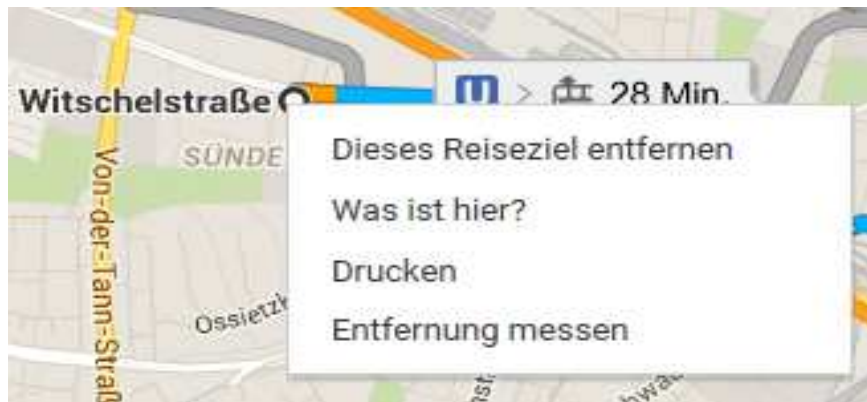 m > 28 Min.
Witschelstraße
SÜNDE
Von-der-Tann-Straß
Dieses Reiseziel entfernen
Was ist hier?
Drucken
Entfernung messen